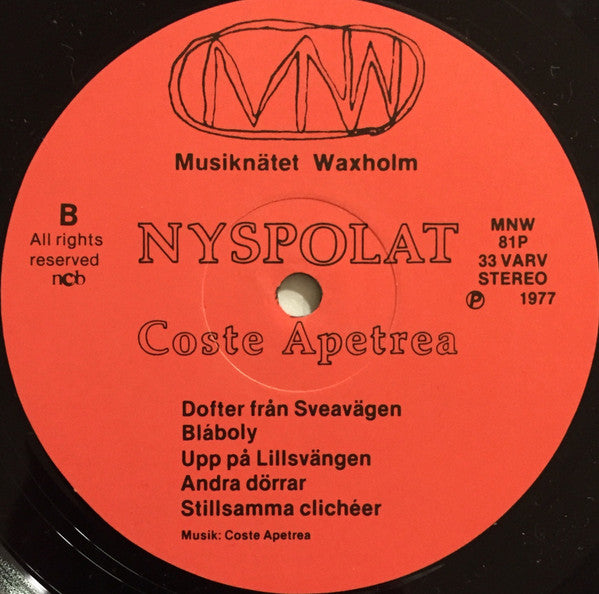 MNW
Musiknätet Waxholm
B
All rights
reserved
ncb
NYSPOLAT
MNW
81P
33 VARV
STEREO
℗ 1977
Coste Apetrea
Dofter från Sveavägen
Blåboly
Upp på Lillsvängen
Andra dörrar
Stillsamma clichéer
Musik: Coste Apetrea